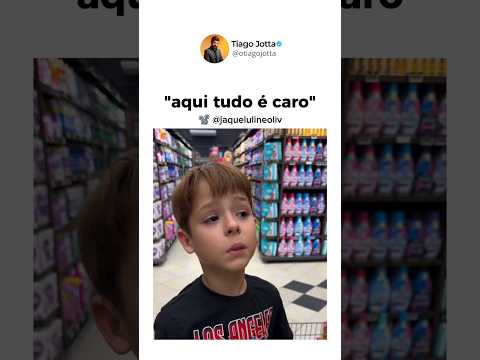 Tiago Jotta
@otiagojotta
"aqui tudo é caro"
📽️ @jaquelulineoliv
LOS ANGELES